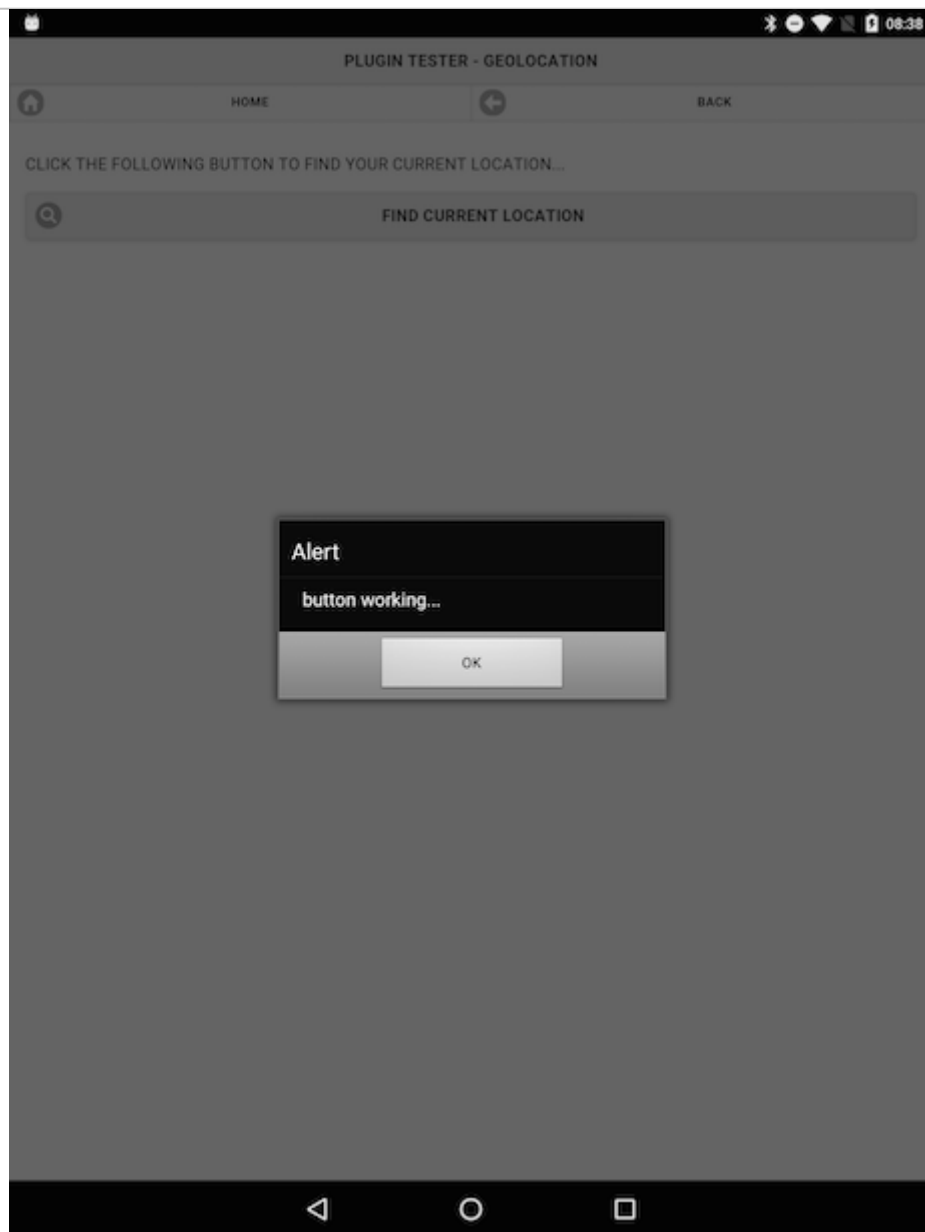 08:38
PLUGIN TESTER - GEOLOCATION
HOME
BACK
CLICK THE FOLLOWING BUTTON TO FIND YOUR CURRENT LOCATION...
FIND CURRENT LOCATION
Alert
button working...
OK